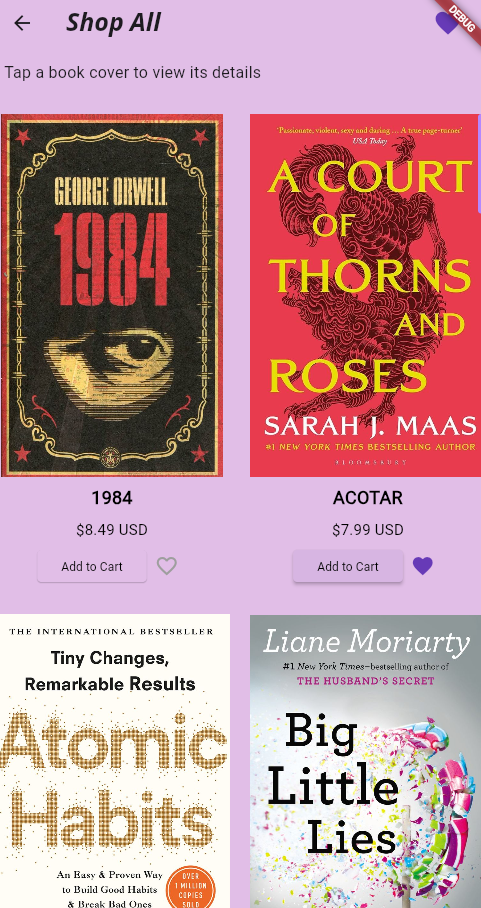 Shop All
DEBUG
Tap a book cover to view its details
GEORGE ORWELL
1984
'Passionate, violent, sexy and daring ... A true page-turner'
USA Today
A COURT
OF
THORNS
AND
ROSES
SARAH J. MAAS
#1 NEW YORK TIMES BESTSELLING AUTHOR
BLOOMSBURY
1984
$8.49 USD
Add to Cart
ACOTAR
$7.99 USD
Add to Cart
THE INTERNATIONAL BESTSELLER
Tiny Changes,
Remarkable Results
Atomic
Habits
An Easy & Proven Way
to Build Good Habits
& Break Bad Ones
OVER
1 MILLION
COPIES
SOLD
Liane Moriarty
#1 New York Times–bestselling author of
THE HUSBAND'S SECRET
Big
Little
Lies